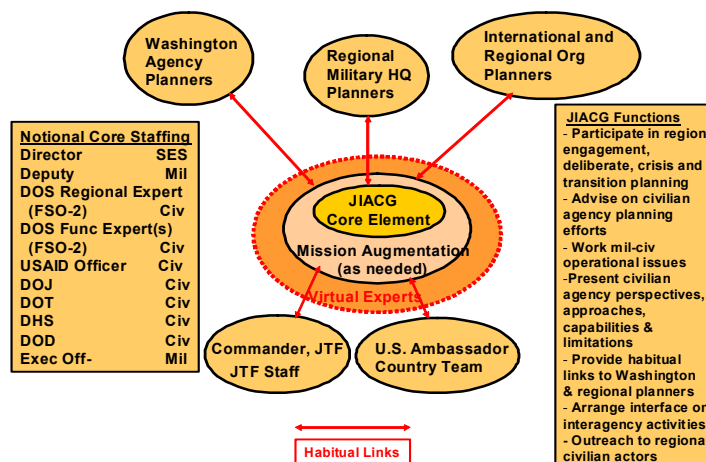 Washington
Agency
Planners
Regional
Military HQ
Planners
International and
Regional Org
Planners
Notional Core Staffing
Director SES
Deputy Mil
DOS Regional Expert
(FSO-2) Civ
DOS Func Expert(s)
(FSO-2) Civ
USAID Officer Civ
DOJ Civ
DOT Civ
DHS Civ
DOD Civ
Exec Off- Mil
JIACG
Core Element
Mission Augmentation
(as needed)
Virtual Experts
Commander, JTF
JTF Staff
U.S. Ambassador
Country Team
Habitual Links
JIACG Functions
- Participate in region
engagement,
deliberate, crisis and
transition planning
- Advise on civilian
agency planning
efforts
- Work mil-civ
operational issues
-Present civilian
agency perspectives,
approaches,
capabilities &
limitations
- Provide habitual
links to Washington
& regional planners
- Arrange interface on
interagency activities
- Outreach to regional
civilian actors